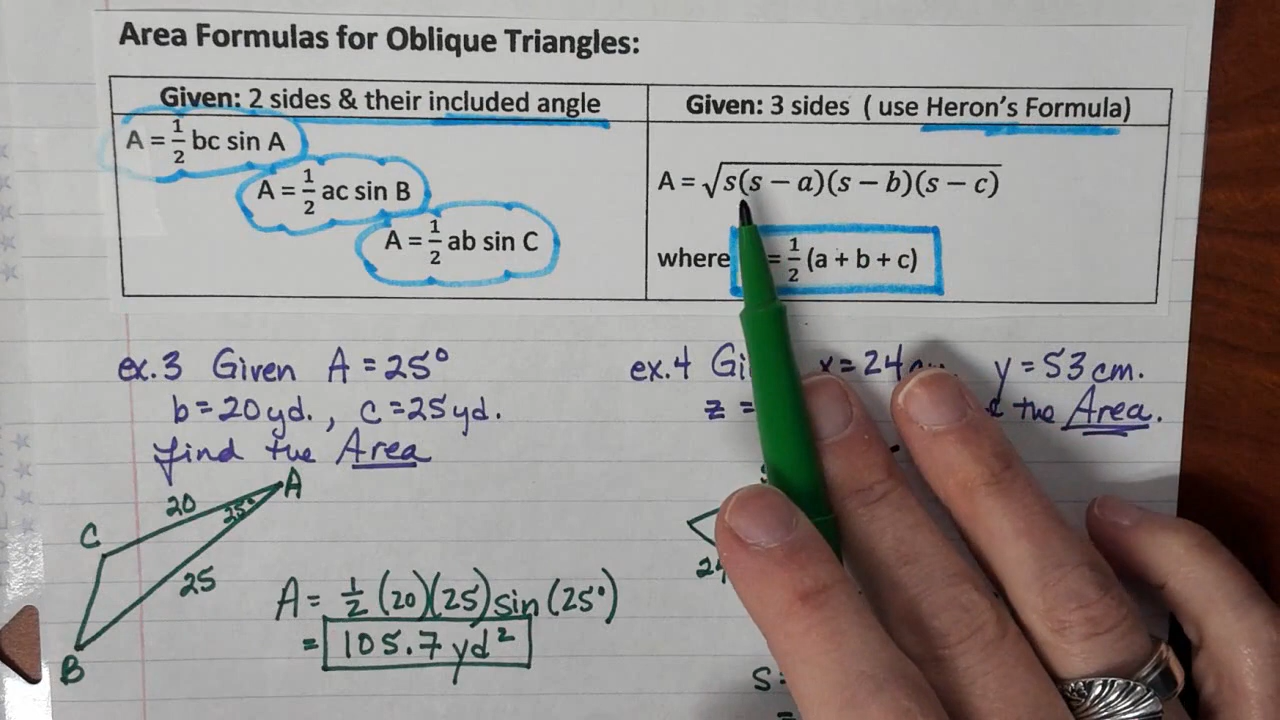 Area Formulas for Oblique Triangles:
Given: 2 sides & their included angle
A = 1/2 bc sin A
A = 1/2 ac sin B
A = 1/2 ab sin C
Given: 3 sides ( use Heron's Formula)
A = √s(s − a)(s − b)(s − c)
where = 1/2 (a + b + c)
ex.3 Given A = 25°
b = 20 yd. , c = 25 yd.
find the Area
20 A
25°
C
25
B
A = 1/2 (20)(25) sin (25°)
= 105.7 yd²
ex.4 x = 24 y = 53 cm.
z = the Area.
s